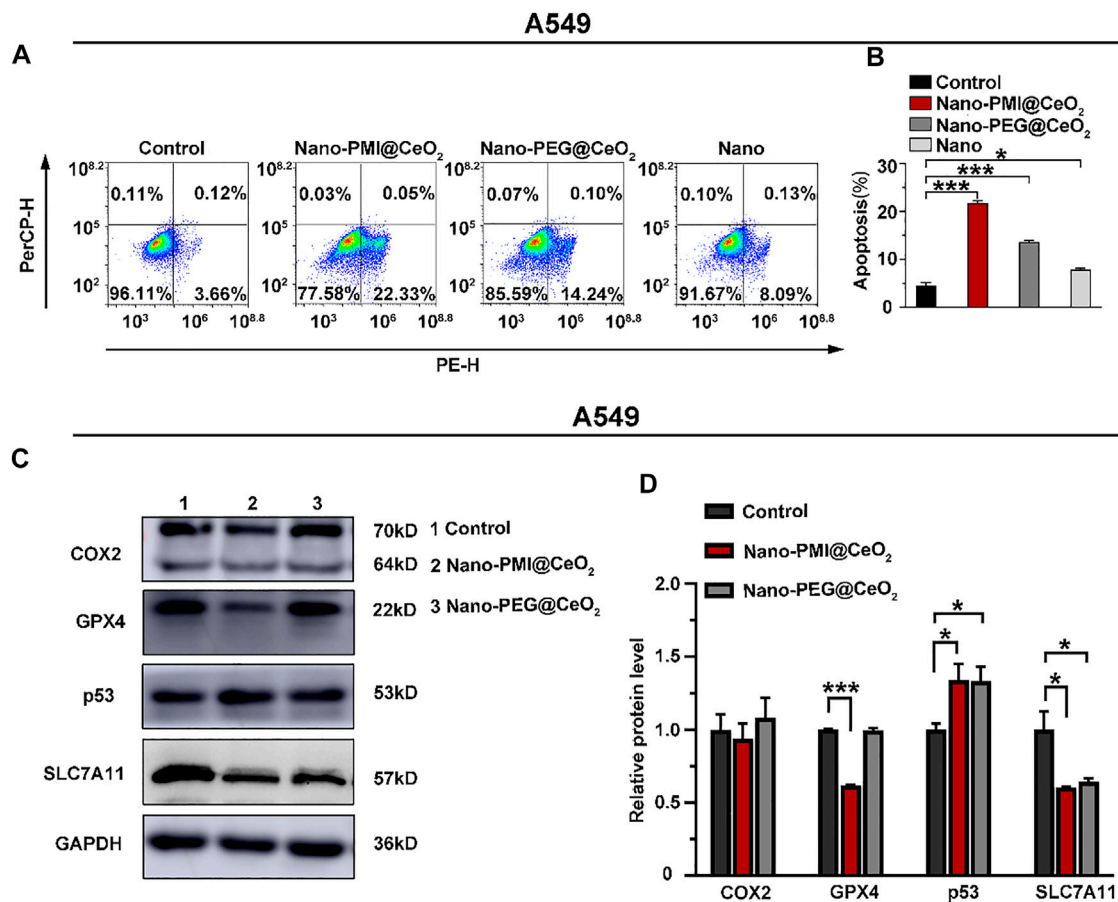 A549
A
B
Control
Nano-PMI@CeO₂
Nano-PEG@CeO₂
Nano
Control Nano-PMI@CeO₂ Nano-PEG@CeO₂ Nano
10^8.2 10^8.2 10^8.2 10^8.2
0.11% 0.12% 0.03% 0.05% 0.07% 0.10% 0.10% 0.13%
10^5 10^5 10^5 10^5
10^2 10^2 10^2 10^2
96.11% 3.66% 77.58% 22.33% 85.59% 14.24% 91.67% 8.09%
10^3 10^6 10^8.8 10^3 10^6 10^8.8 10^3 10^6 10^8.8 10^3 10^6 10^8.8
PerCP-H
PE-H
*
***
***
Apoptosis(%)
30
20
10
0
A549
C
1 2 3
COX2 70kD 1 Control
64kD 2 Nano-PMI@CeO₂
GPX4 22kD 3 Nano-PEG@CeO₂
p53 53kD
SLC7A11 57kD
GAPDH 36kD
D
Control
Nano-PMI@CeO₂
Nano-PEG@CeO₂
Relative protein level
2.0
1.5
1.0
0.5
0
*** * * * *
COX2 GPX4 p53 SLC7A11